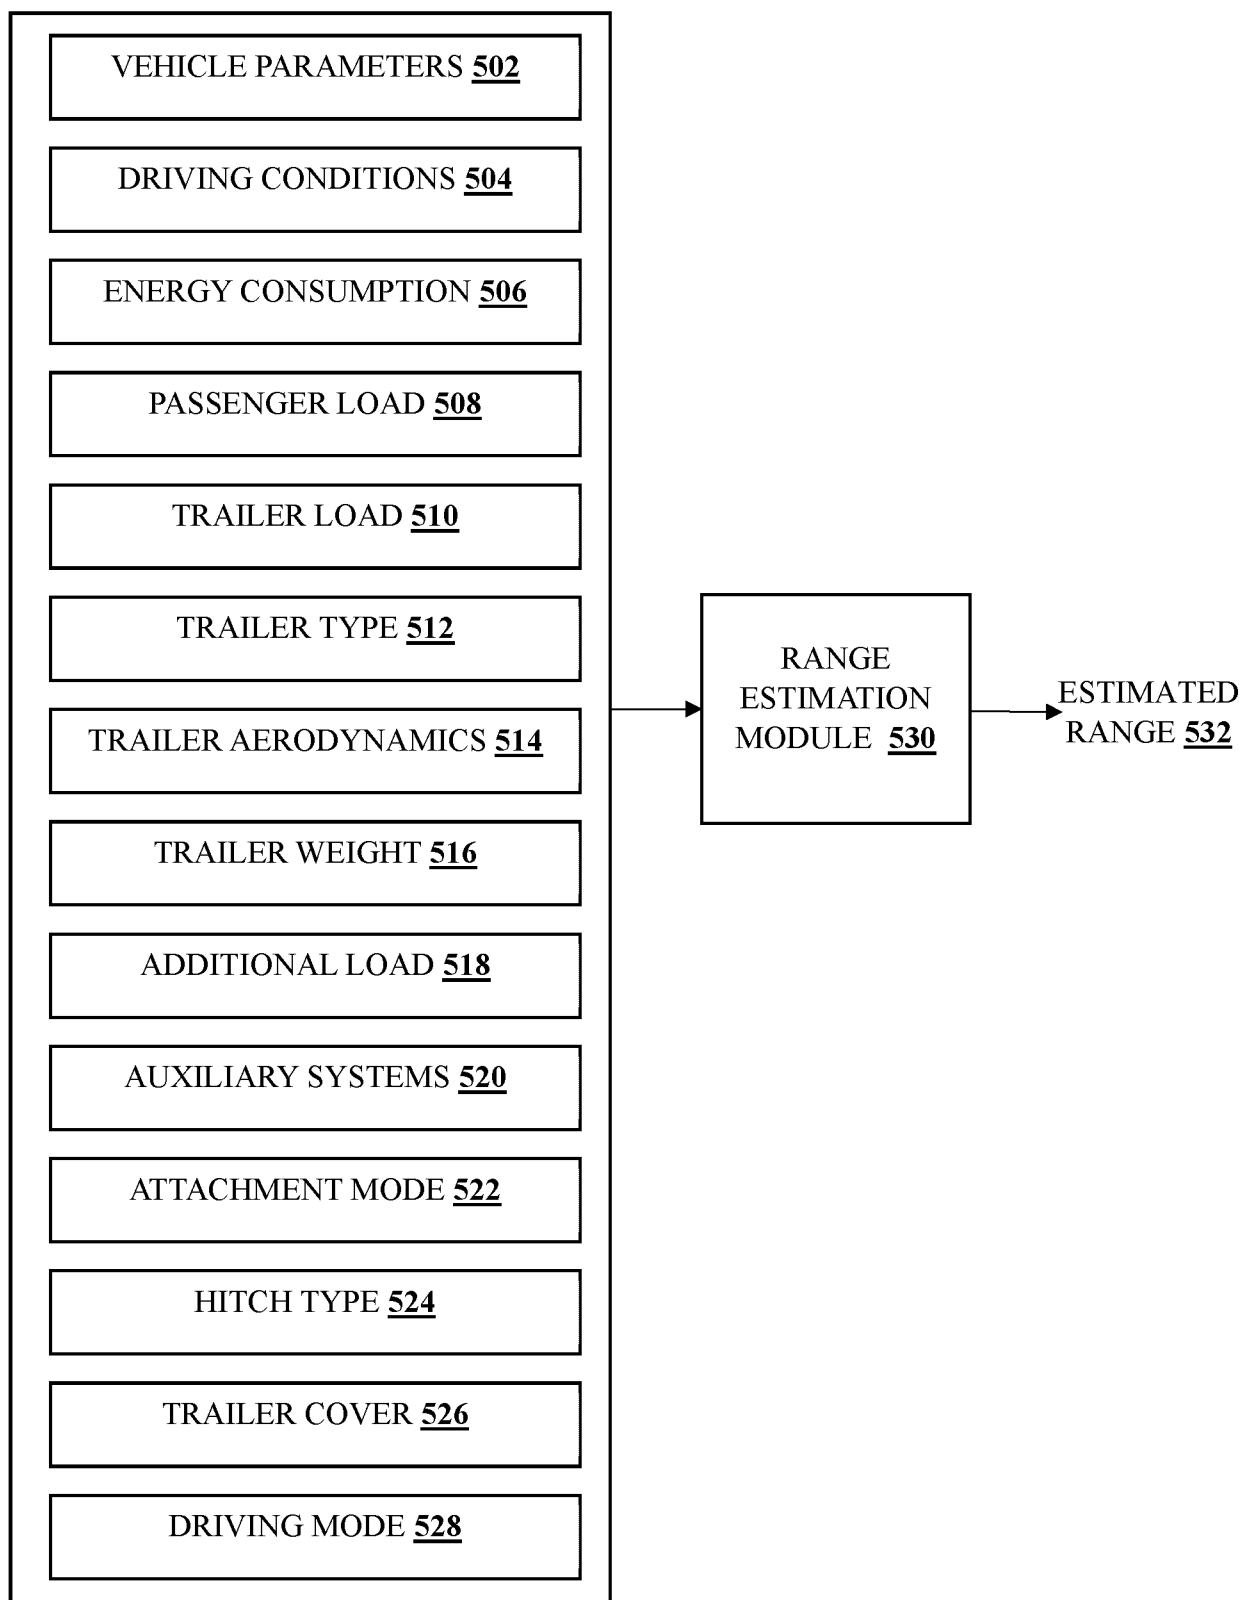 VEHICLE PARAMETERS 502
DRIVING CONDITIONS 504
ENERGY CONSUMPTION 506
PASSENGER LOAD 508
TRAILER LOAD 510
TRAILER TYPE 512
TRAILER AERODYNAMICS 514
TRAILER WEIGHT 516
ADDITIONAL LOAD 518
AUXILIARY SYSTEMS 520
ATTACHMENT MODE 522
HITCH TYPE 524
TRAILER COVER 526
DRIVING MODE 528
RANGE
ESTIMATION
MODULE 530
ESTIMATED
RANGE 532